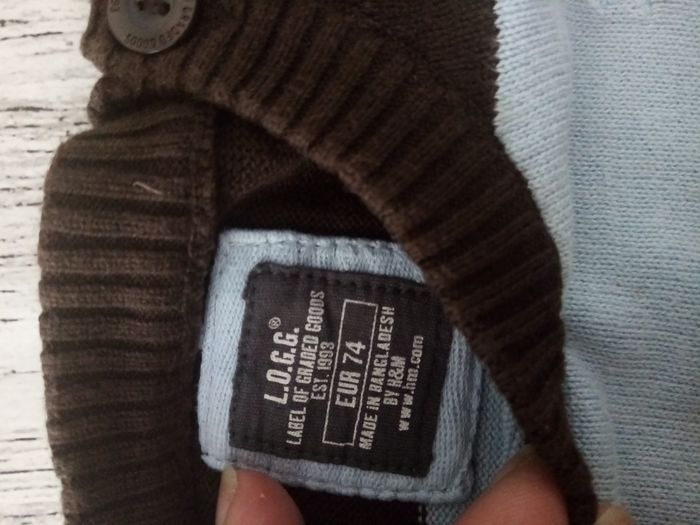 L.O.G.G.®
LABEL OF GRADED GOODS
EST. 1993
EUR 74
MADE IN BANGLADESH
BY H&M
www.hm.com